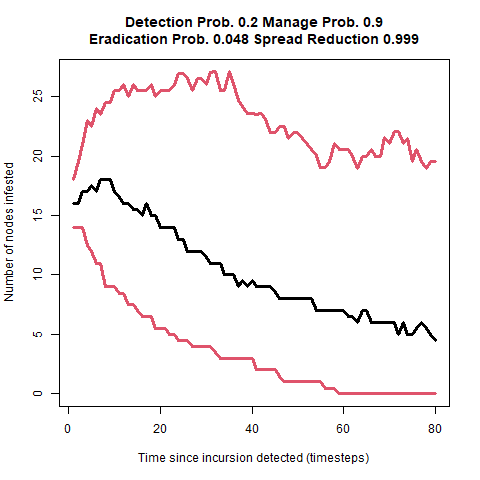 Detection Prob. 0.2 Manage Prob. 0.9
Eradication Prob. 0.048 Spread Reduction 0.999
Number of nodes infested
25
20
15
10
5
0
0 20 40 60 80
Time since incursion detected (timesteps)